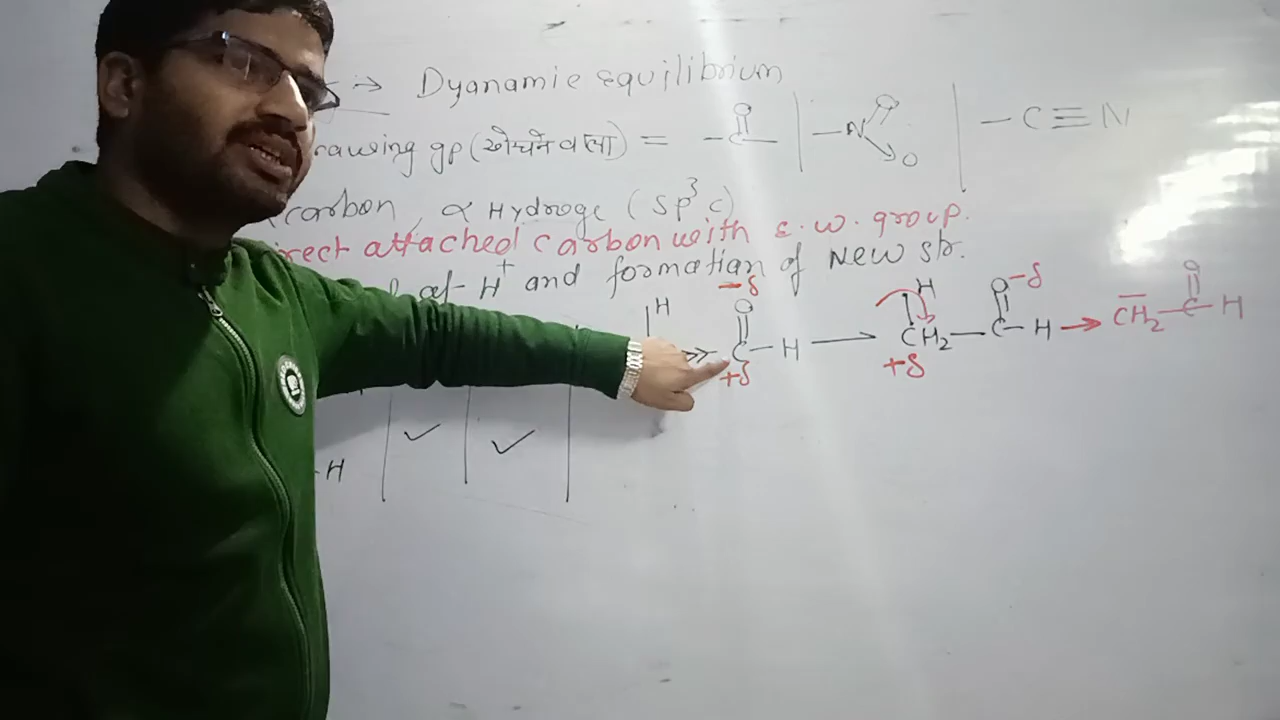 → Dyanamic equilibrium
rawing gp (खीचने वाला) = -C(=O)- | -N(=O)→O | -C≡N
carbon, α Hydroge (sp³ c)
rect attached carbon with ε.w. group.
of H⁺ and formation of New str.
H -δ H O -δ O
C - H → CH₂ - C - H → C̅H₂ - C - H
+δ +δ
✓ ✓
-H